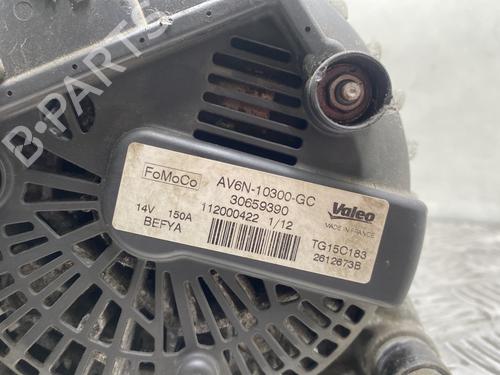 B-PARTS
FoMoCo
AV6N-10300-GC
30659390
14V 150A
112000422 1/12
BEFYA
Valeo
MADE IN FRANCE
TG15C183
2612673B